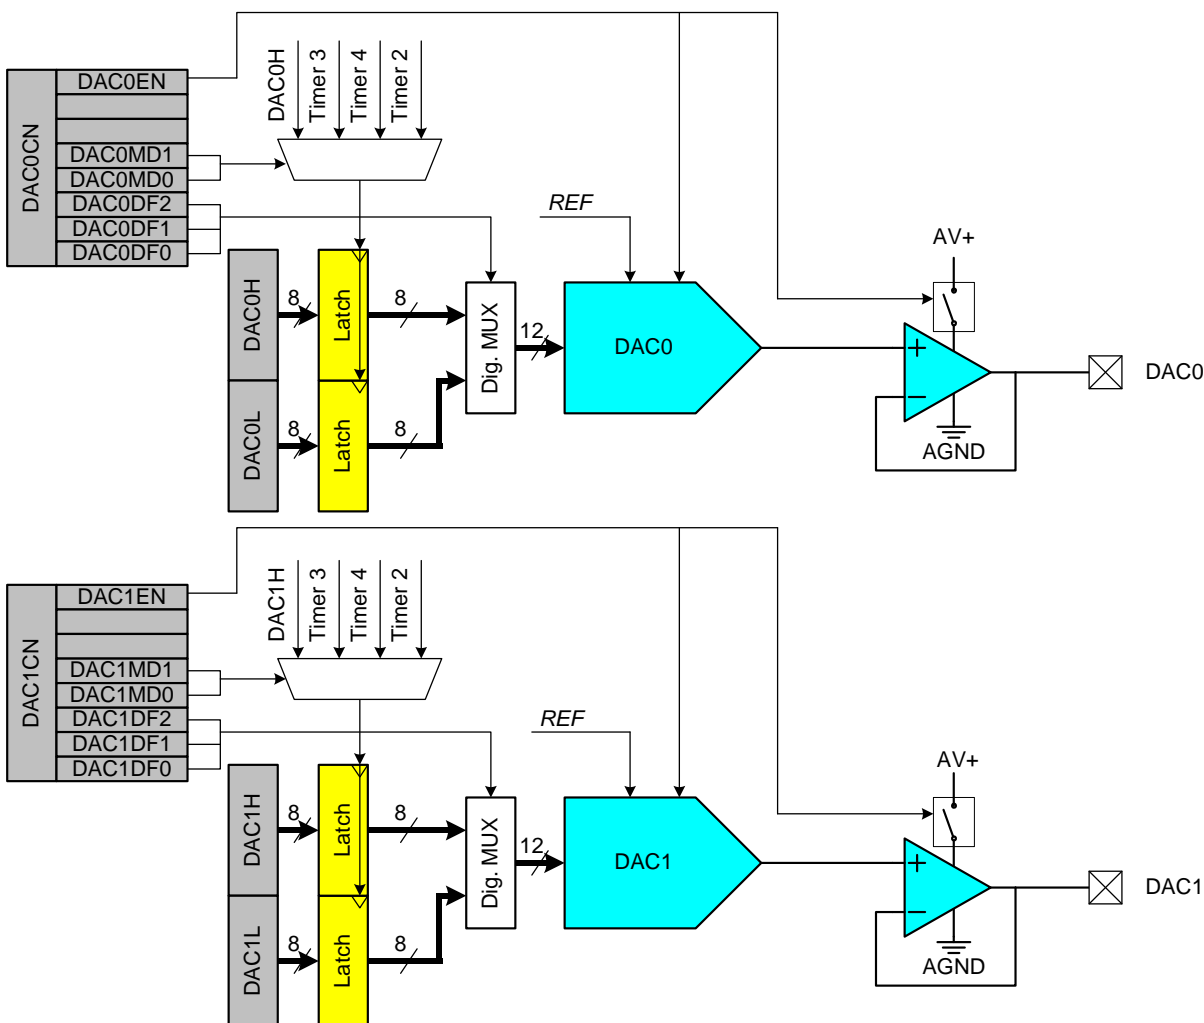 DAC0CN
DAC0EN
DAC0MD1
DAC0MD0
DAC0DF2
DAC0DF1
DAC0DF0
DAC0H
Timer 3
Timer 4
Timer 2
REF
AV+
DAC0H
8
Latch
8
Dig. MUX
12
DAC0
+
−
DAC0
AGND
DAC0L
8
Latch
8
DAC1CN
DAC1EN
DAC1MD1
DAC1MD0
DAC1DF2
DAC1DF1
DAC1DF0
DAC1H
Timer 3
Timer 4
Timer 2
REF
AV+
DAC1H
8
Latch
8
Dig. MUX
12
DAC1
+
−
DAC1
AGND
DAC1L
8
Latch
8